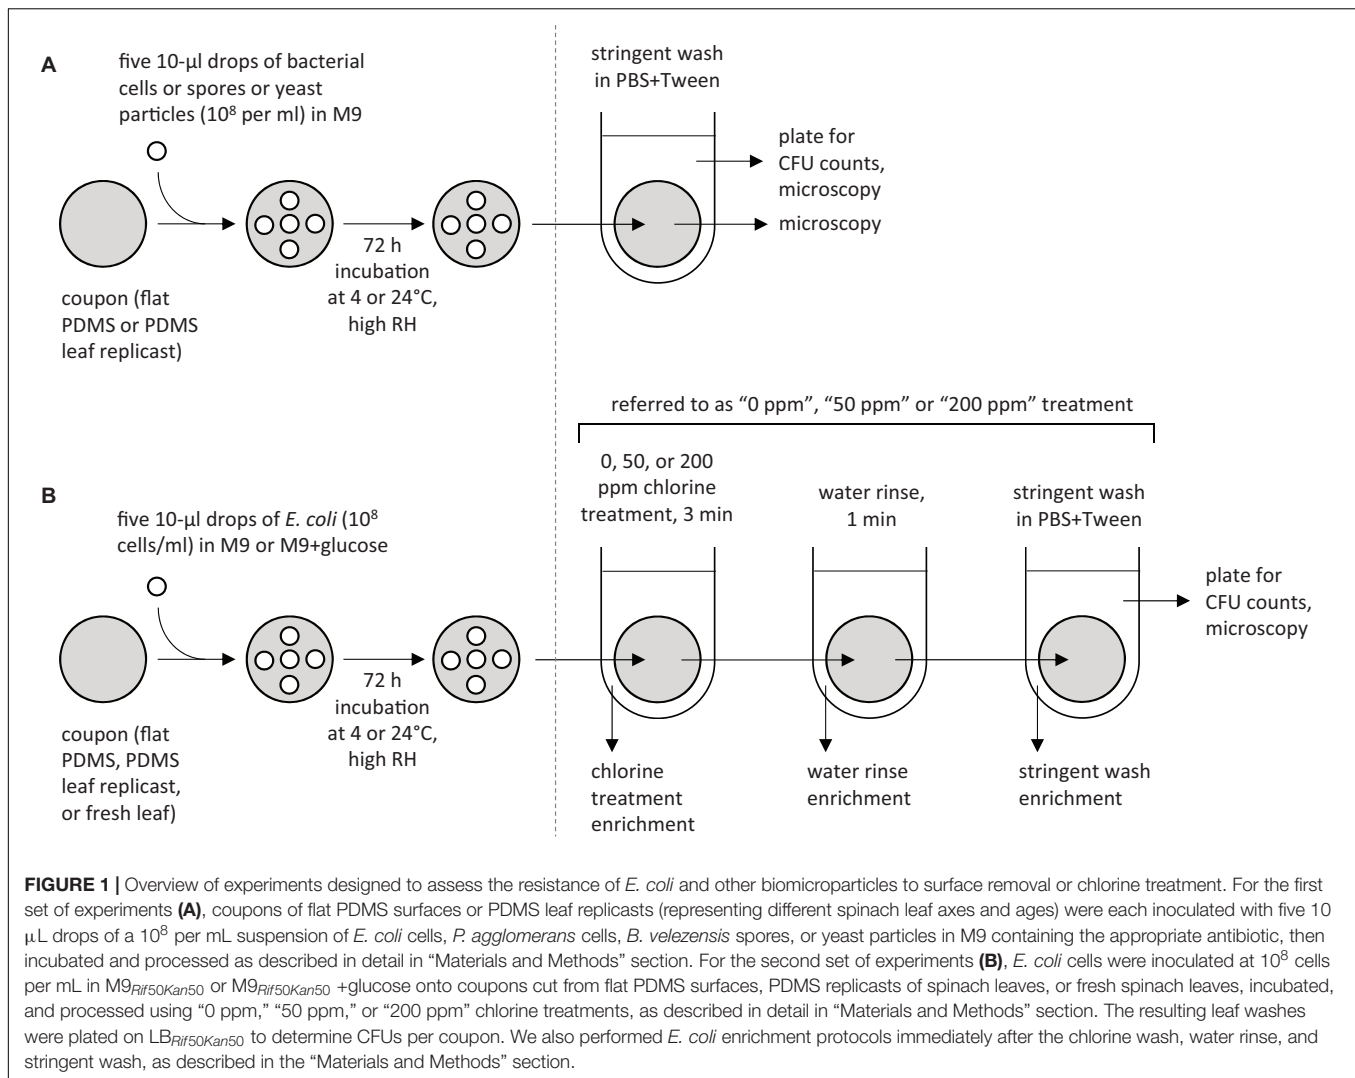 A
five 10-µl drops of bacterial
cells or spores or yeast
particles (10⁸ per ml) in M9
stringent wash
in PBS+Tween
plate for
CFU counts,
microscopy
microscopy
72 h
incubation
at 4 or 24°C,
high RH
coupon (flat
PDMS or PDMS
leaf replicast)
referred to as “0 ppm”, “50 ppm” or “200 ppm” treatment
B
five 10-µl drops of E. coli (10⁸
cells/ml) in M9 or M9+glucose
0, 50, or 200
ppm chlorine
treatment, 3 min
water rinse,
1 min
stringent wash
in PBS+Tween
plate for
CFU counts,
microscopy
72 h
incubation
at 4 or 24°C,
high RH
coupon (flat
PDMS, PDMS
leaf replicast,
or fresh leaf)
chlorine
treatment
enrichment
water rinse
enrichment
stringent wash
enrichment
FIGURE 1 | Overview of experiments designed to assess the resistance of E. coli and other biomicroparticles to surface removal or chlorine treatment. For the first
set of experiments (A), coupons of flat PDMS surfaces or PDMS leaf replicasts (representing different spinach leaf axes and ages) were each inoculated with five 10
µL drops of a 10⁸ per mL suspension of E. coli cells, P. agglomerans cells, B. velezensis spores, or yeast particles in M9 containing the appropriate antibiotic, then
incubated and processed as described in detail in “Materials and Methods” section. For the second set of experiments (B), E. coli cells were inoculated at 10⁸ cells
per mL in M9Rif50Kan50 or M9Rif50Kan50 +glucose onto coupons cut from flat PDMS surfaces, PDMS replicasts of spinach leaves, or fresh spinach leaves, incubated,
and processed using “0 ppm,” “50 ppm,” or “200 ppm” chlorine treatments, as described in detail in “Materials and Methods” section. The resulting leaf washes
were plated on LBRif50Kan50 to determine CFUs per coupon. We also performed E. coli enrichment protocols immediately after the chlorine wash, water rinse, and
stringent wash, as described in the “Materials and Methods” section.